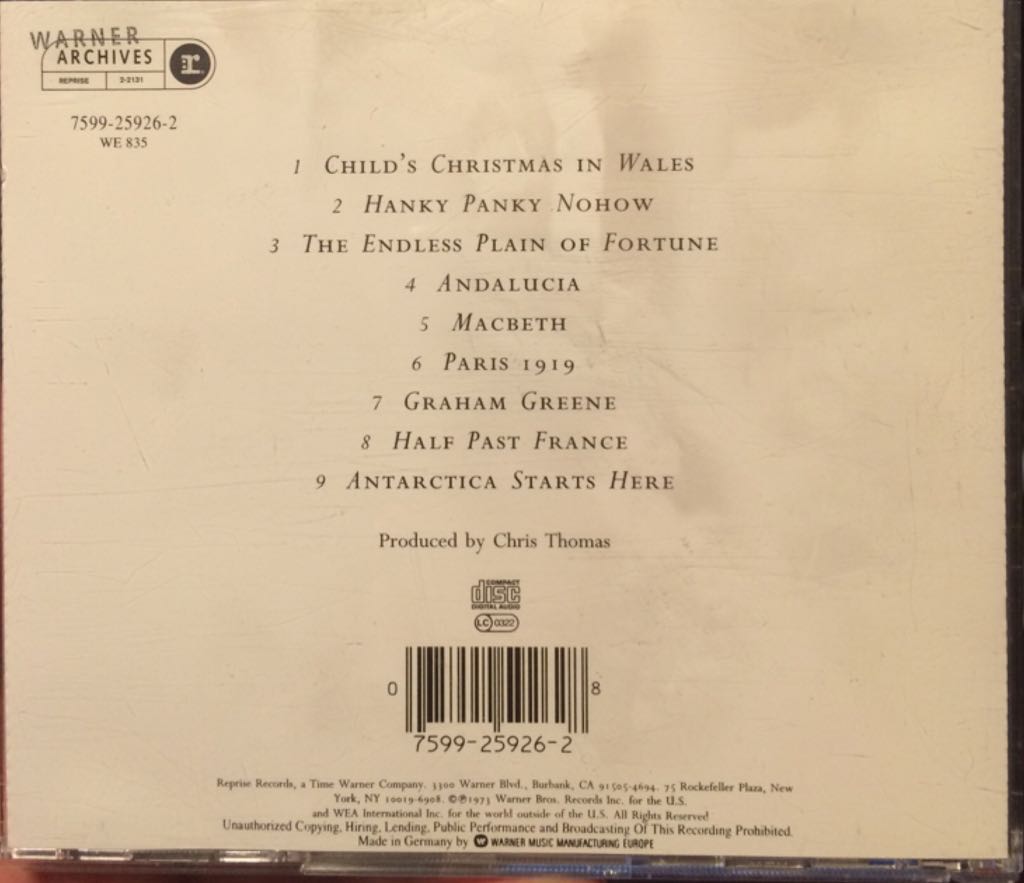 WARNER
ARCHIVES
REPRISE 2-2131
7599-25926-2
WE 835
1 CHILD'S CHRISTMAS IN WALES
2 HANKY PANKY NOHOW
3 THE ENDLESS PLAIN OF FORTUNE
4 ANDALUCIA
5 MACBETH
6 PARIS 1919
7 GRAHAM GREENE
8 HALF PAST FRANCE
9 ANTARCTICA STARTS HERE
Produced by Chris Thomas
COMPACT
disc
DIGITAL AUDIO
LC 0322
0 8
7599-25926-2
Reprise Records, a Time Warner Company. 3300 Warner Blvd., Burbank, CA 91505-4694. 75 Rockefeller Plaza, New
York, NY 10019-6908. ©℗1973 Warner Bros. Records Inc. for the U.S.
and WEA International Inc. for the world outside of the U.S. All Rights Reserved
Unauthorized Copying, Hiring, Lending, Public Performance and Broadcasting Of This Recording Prohibited.
Made in Germany by WARNER MUSIC MANUFACTURING EUROPE